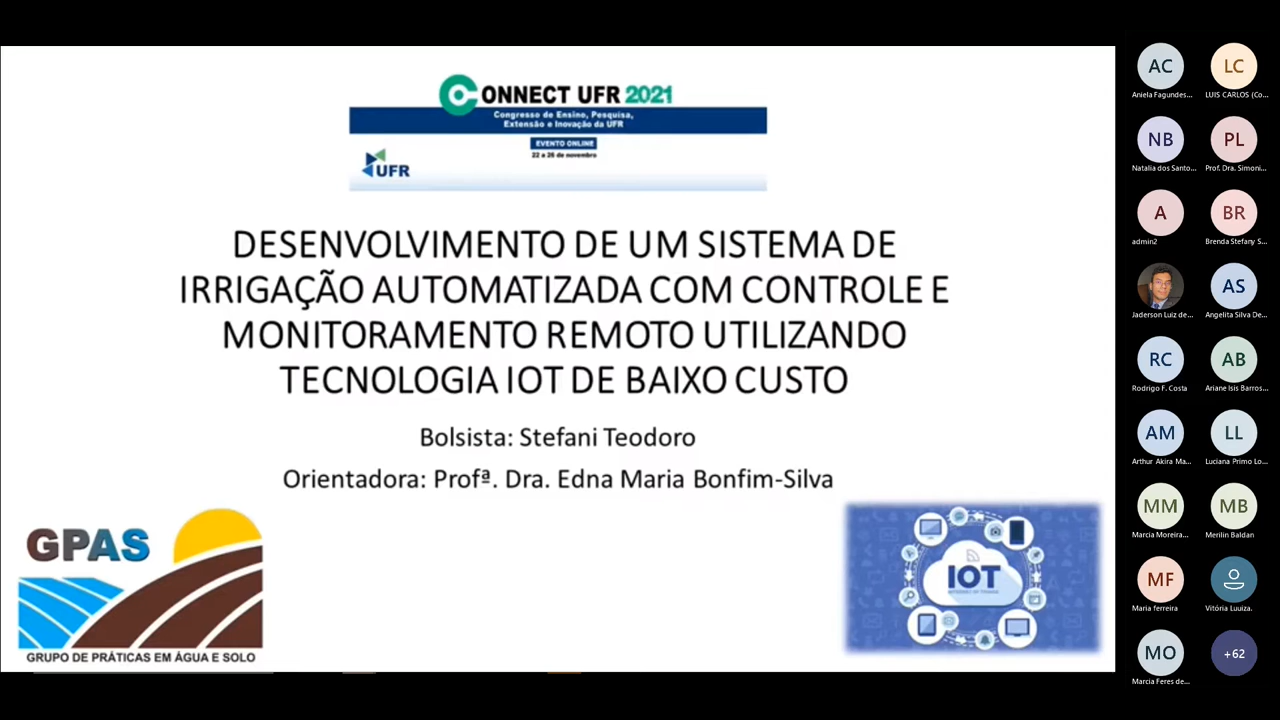 CONNECT UFR 2021
Congresso de Ensino, Pesquisa,
Extensão e Inovação da UFR
EVENTO ONLINE
22 a 26 de novembro
UFR
DESENVOLVIMENTO DE UM SISTEMA DE
IRRIGAÇÃO AUTOMATIZADA COM CONTROLE E
MONITORAMENTO REMOTO UTILIZANDO
TECNOLOGIA IOT DE BAIXO CUSTO
Bolsista: Stefani Teodoro
Orientadora: Profª. Dra. Edna Maria Bonfim-Silva
GPAS
GRUPO DE PRÁTICAS EM ÁGUA E SOLO
IOT
AC
Aniela Fagundes...
LC
LUIS CARLOS (Co...
NB
Natalia dos Santo...
PL
Prof. Dra. Simoni...
A
admin2
BR
Brenda Stefany S...
Jaderson Luiz de...
AS
Angelita Silva De...
RC
Rodrigo F. Costa
AB
Ariane Isis Barros...
AM
Arthur Akira Ma...
LL
Luciana Primo Lo...
MM
Marcia Moreira...
MB
Merilin Baldan
MF
Maria ferreira
Vitória Luuiza.
MO
Marcia Feres de...
+62